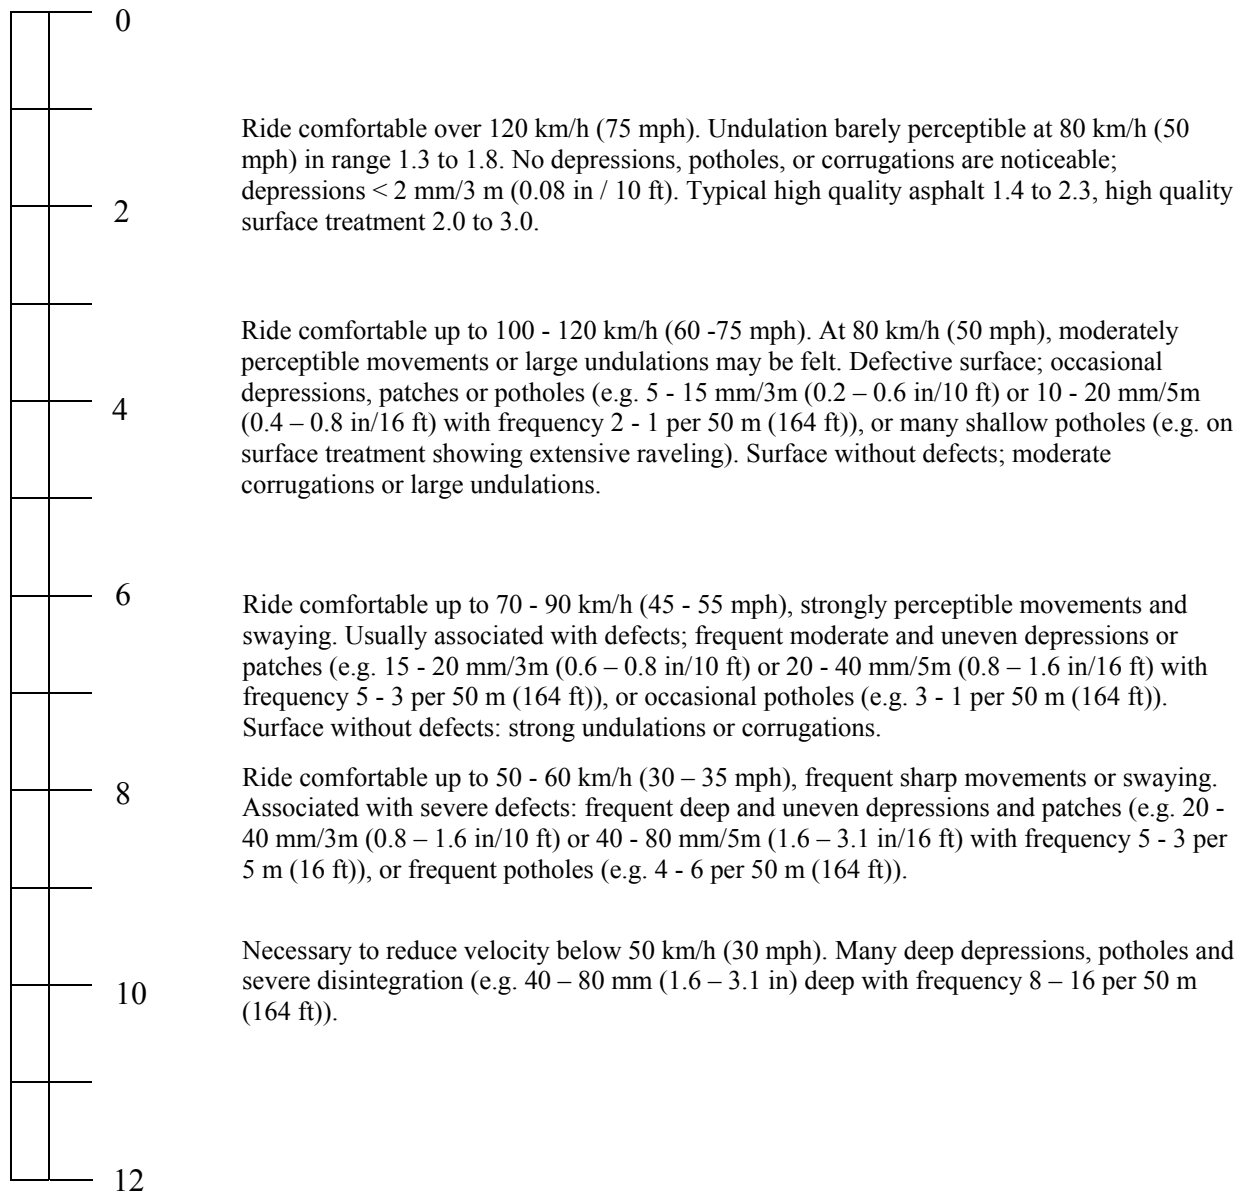 0
Ride comfortable over 120 km/h (75 mph). Undulation barely perceptible at 80 km/h (50
mph) in range 1.3 to 1.8. No depressions, potholes, or corrugations are noticeable;
depressions < 2 mm/3 m (0.08 in / 10 ft). Typical high quality asphalt 1.4 to 2.3, high quality
2
surface treatment 2.0 to 3.0.
Ride comfortable up to 100 - 120 km/h (60 -75 mph). At 80 km/h (50 mph), moderately
perceptible movements or large undulations may be felt. Defective surface; occasional
depressions, patches or potholes (e.g. 5 - 15 mm/3m (0.2 – 0.6 in/10 ft) or 10 - 20 mm/5m
4
(0.4 – 0.8 in/16 ft) with frequency 2 - 1 per 50 m (164 ft)), or many shallow potholes (e.g. on
surface treatment showing extensive raveling). Surface without defects; moderate
corrugations or large undulations.
6
Ride comfortable up to 70 - 90 km/h (45 - 55 mph), strongly perceptible movements and
swaying. Usually associated with defects; frequent moderate and uneven depressions or
patches (e.g. 15 - 20 mm/3m (0.6 – 0.8 in/10 ft) or 20 - 40 mm/5m (0.8 – 1.6 in/16 ft) with
frequency 5 - 3 per 50 m (164 ft)), or occasional potholes (e.g. 3 - 1 per 50 m (164 ft)).
Surface without defects: strong undulations or corrugations.
Ride comfortable up to 50 - 60 km/h (30 – 35 mph), frequent sharp movements or swaying.
8
Associated with severe defects: frequent deep and uneven depressions and patches (e.g. 20 -
40 mm/3m (0.8 – 1.6 in/10 ft) or 40 - 80 mm/5m (1.6 – 3.1 in/16 ft) with frequency 5 - 3 per
5 m (16 ft)), or frequent potholes (e.g. 4 - 6 per 50 m (164 ft)).
Necessary to reduce velocity below 50 km/h (30 mph). Many deep depressions, potholes and
severe disintegration (e.g. 40 – 80 mm (1.6 – 3.1 in) deep with frequency 8 – 16 per 50 m
10
(164 ft)).
12